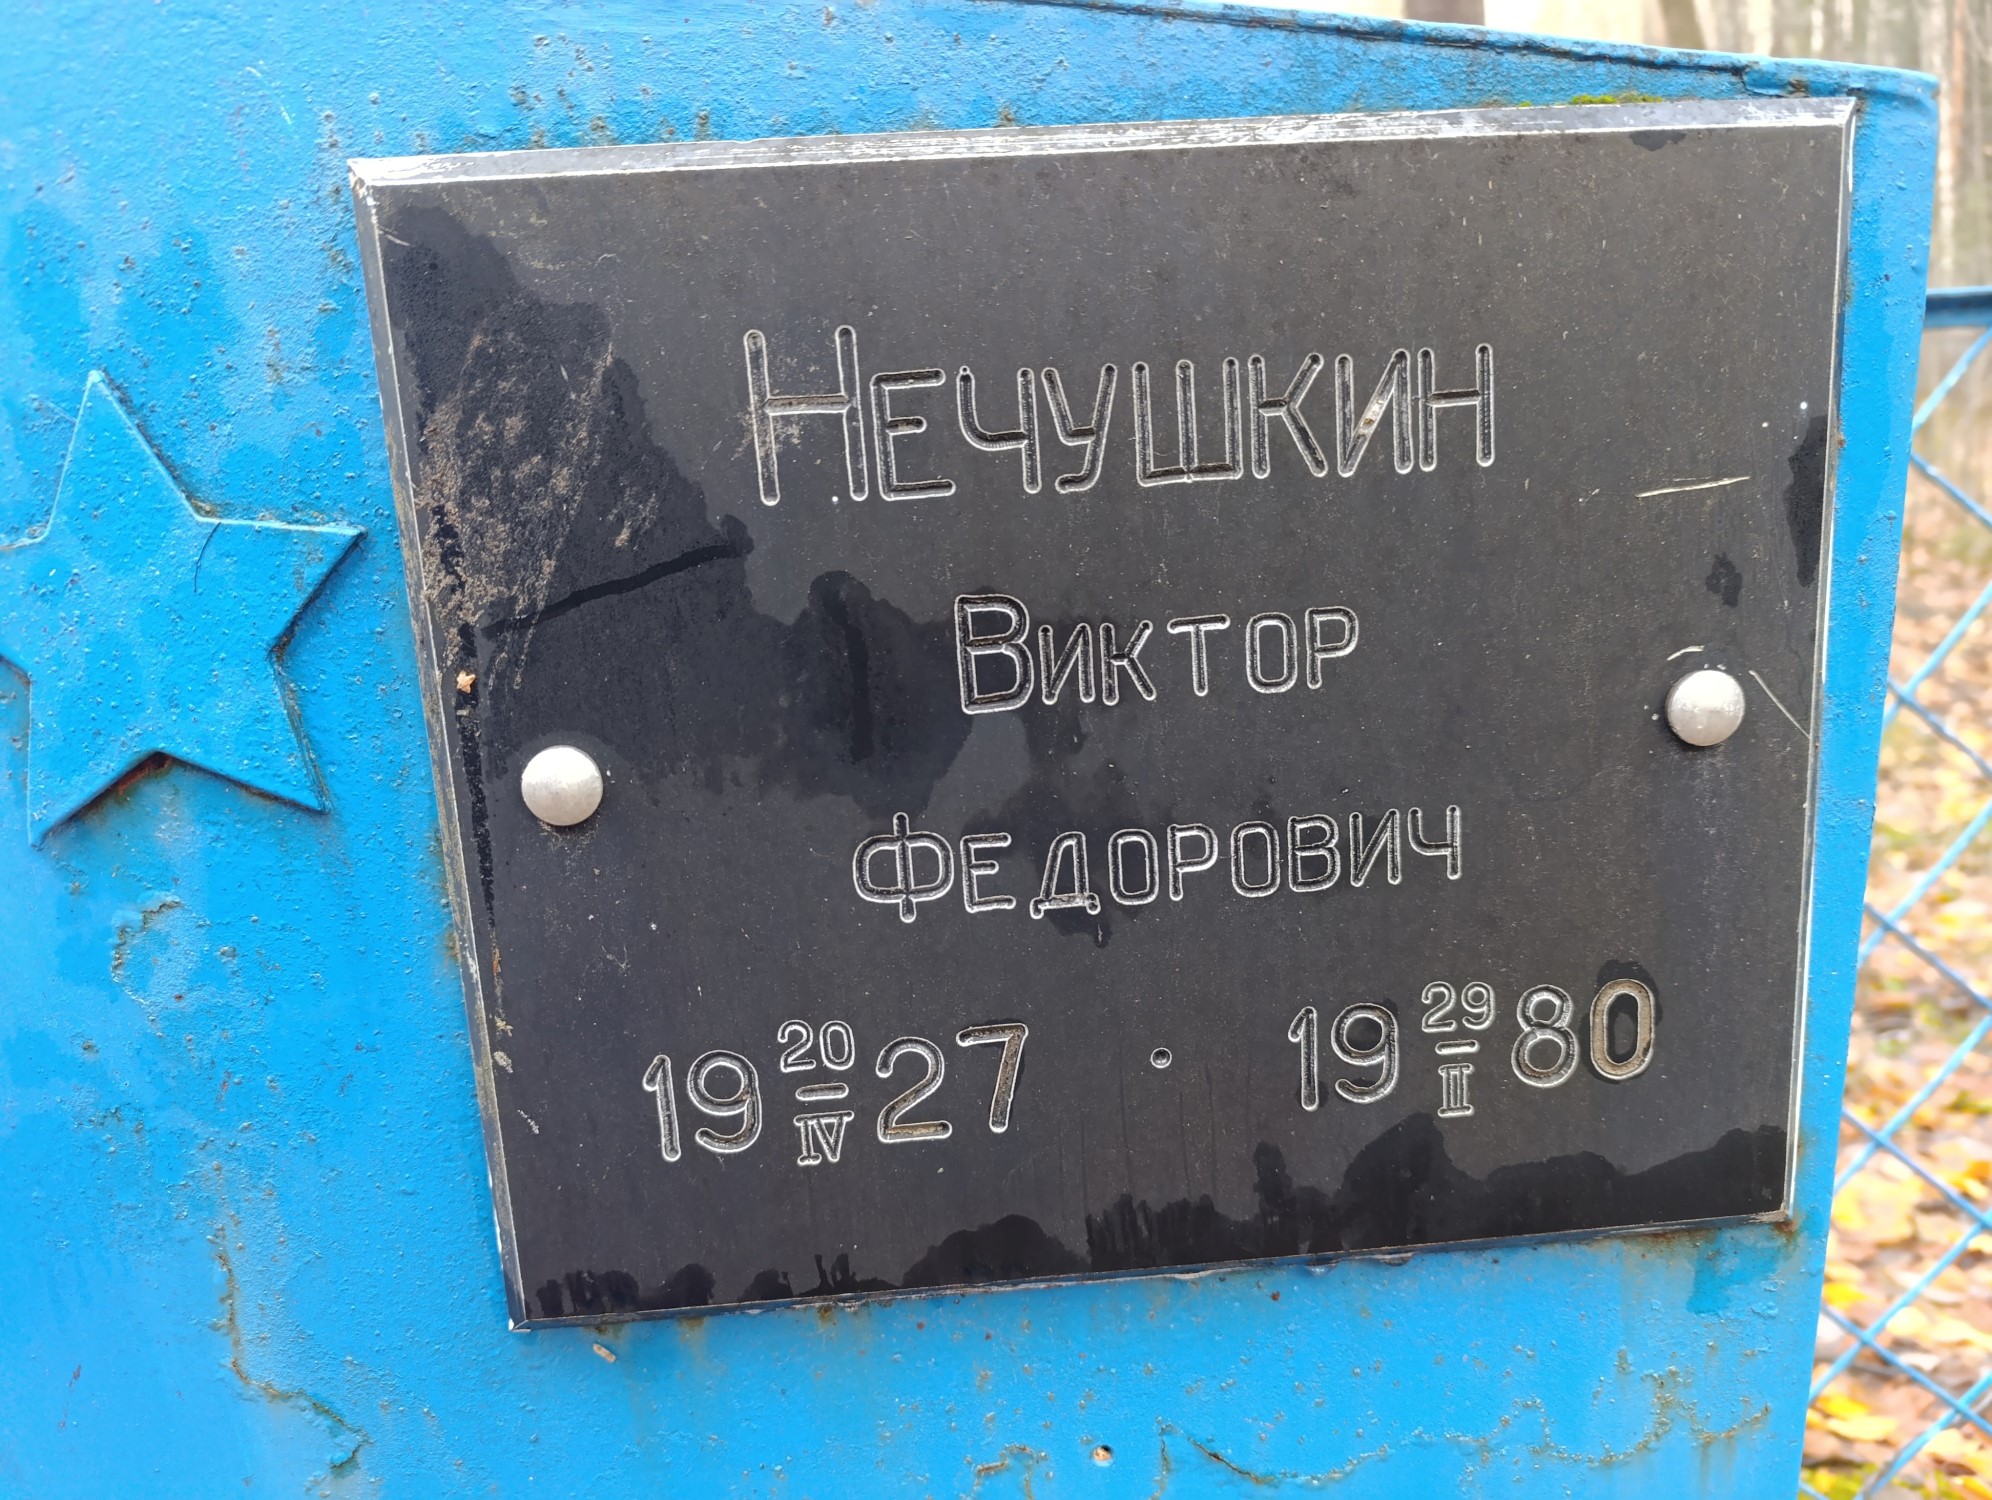 Нечушкин
Виктор
Федорович
19 20/IV 27 · 19 29/II 80